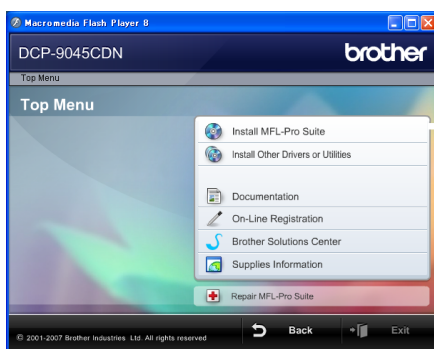 Macromedia Flash Player 8
DCP-9045CDN
brother
Top Menu
Top Menu
Install MFL-Pro Suite
Install Other Drivers or Utilities
Documentation
On-Line Registration
Brother Solutions Center
Supplies Information
Repair MFL-Pro Suite
© 2001-2007 Brother Industries Ltd. All rights reserved
Back
Exit